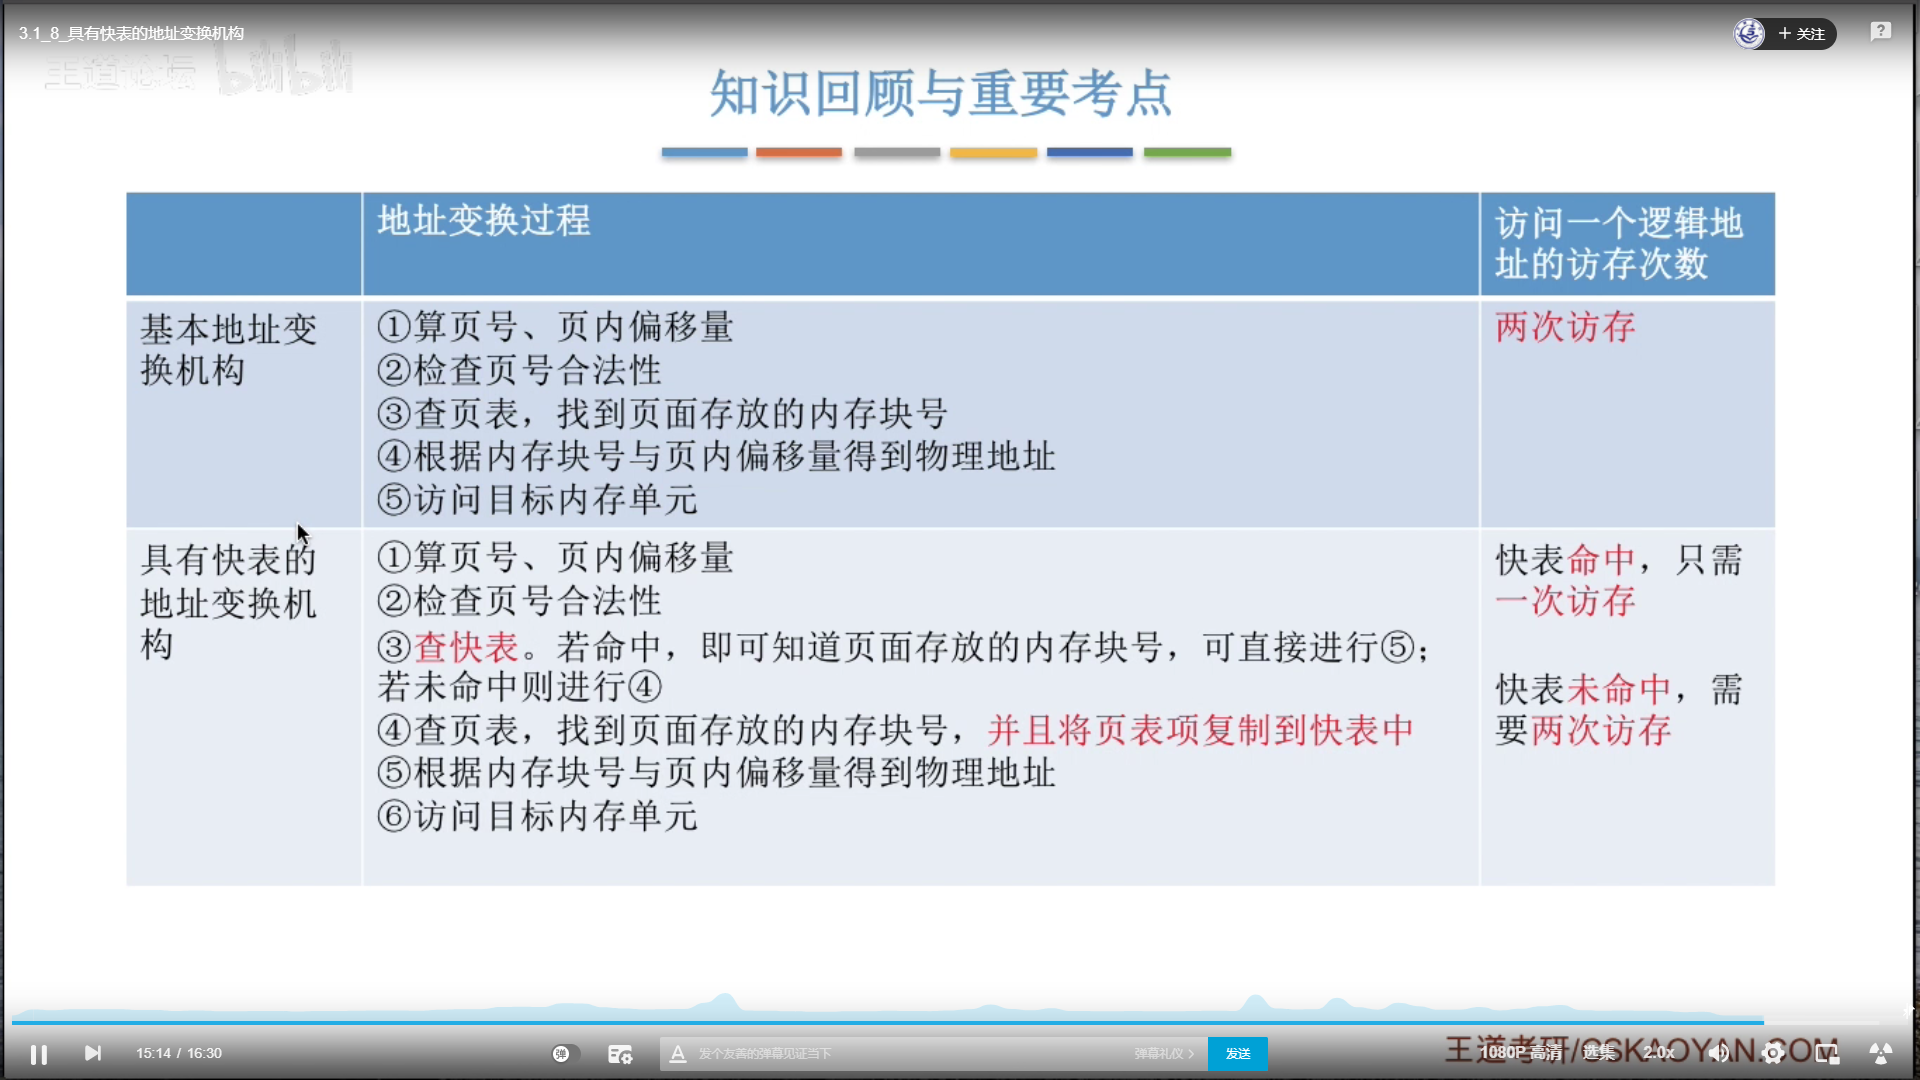 3.1_8_具有快表的地址变换机构
+ 关注
王道论坛 bilibili
知识回顾与重要考点
地址变换过程
访问一个逻辑地
址的访存次数
基本地址变
换机构
①算页号、页内偏移量
②检查页号合法性
③查页表，找到页面存放的内存块号
④根据内存块号与页内偏移量得到物理地址
⑤访问目标内存单元
两次访存
具有快表的
地址变换机
构
①算页号、页内偏移量
②检查页号合法性
③查快表。若命中，即可知道页面存放的内存块号，可直接进行⑤；
若未命中则进行④
④查页表，找到页面存放的内存块号，并且将页表项复制到快表中
⑤根据内存块号与页内偏移量得到物理地址
⑥访问目标内存单元
快表命中，只需
一次访存
快表未命中，需
要两次访存
15:14 / 16:30
弹
A 发个友善的弹幕见证当下
弹幕礼仪 >
发送
王道考研/CSKAOYAN.COM
1080P 高清
选集
2.0x